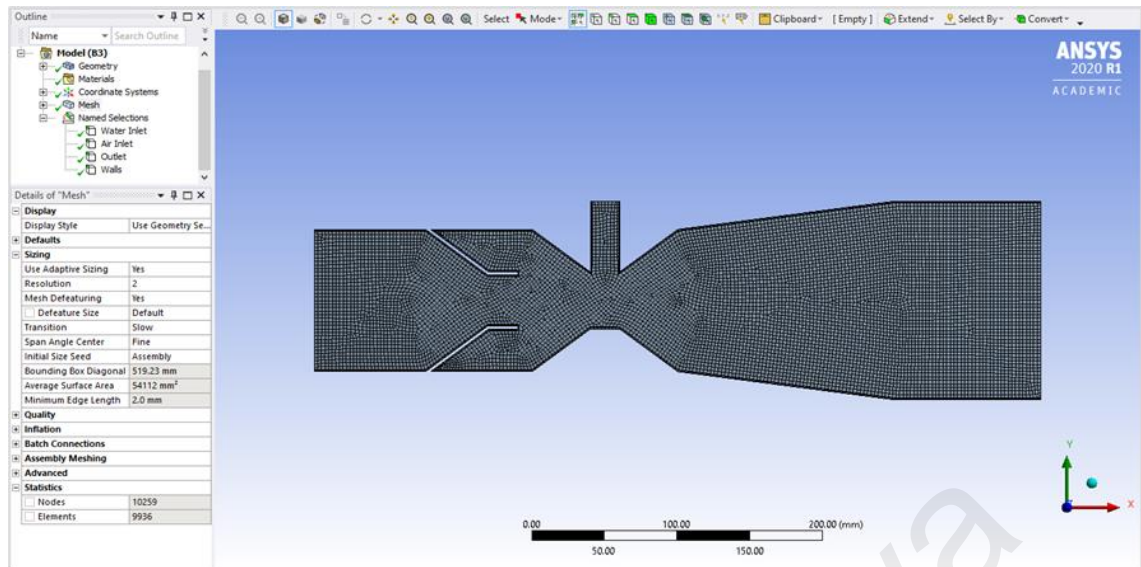 Outline
Select Mode Clipboard [ Empty ] Extend Select By Convert
Name Search Outline
Model (B3)
Geometry
Materials
Coordinate Systems
Mesh
Named Selections
Water Inlet
Air Inlet
Outlet
Walls
Details of "Mesh"
Display
Display Style Use Geometry Se...
Defaults
Sizing
Use Adaptive Sizing Yes
Resolution 2
Mesh Defeaturing Yes
Defeature Size Default
Transition Slow
Span Angle Center Fine
Initial Size Seed Assembly
Bounding Box Diagonal 519.23 mm
Average Surface Area 54112 mm²
Minimum Edge Length 2.0 mm
Quality
Inflation
Batch Connections
Assembly Meshing
Advanced
Statistics
Nodes 10259
Elements 9936
ANSYS
2020 R1
ACADEMIC
Y
X
0.00 100.00 200.00 (mm)
50.00 150.00